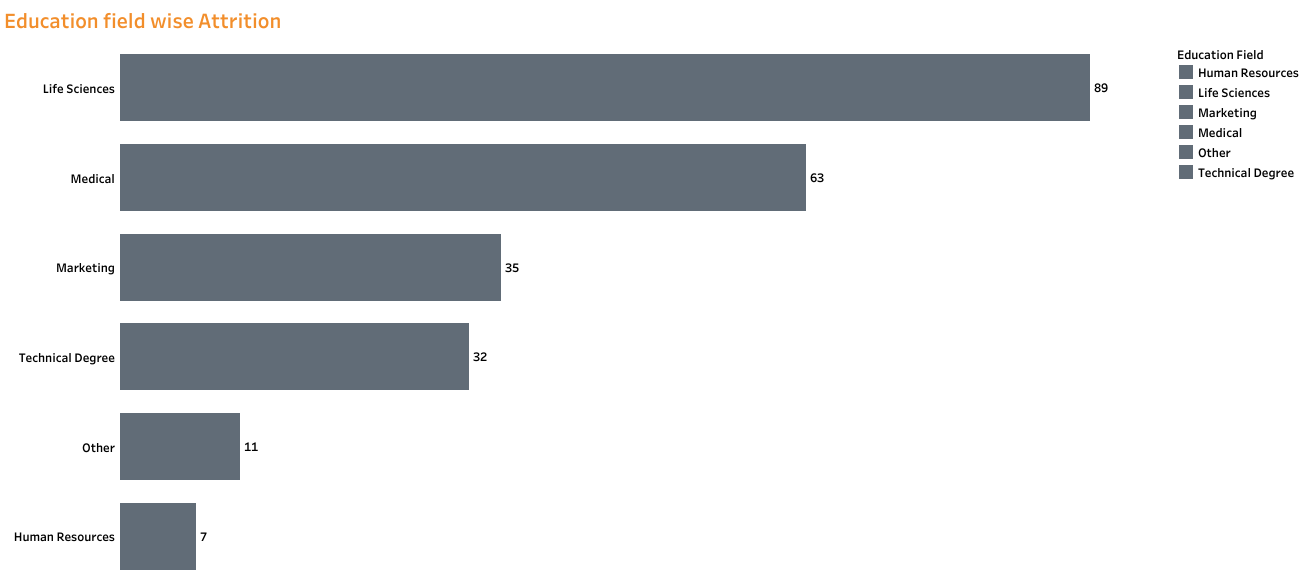 Education field wise Attrition
Life Sciences 89
Medical 63
Marketing 35
Technical Degree 32
Other 11
Human Resources 7
Education Field
Human Resources
Life Sciences
Marketing
Medical
Other
Technical Degree